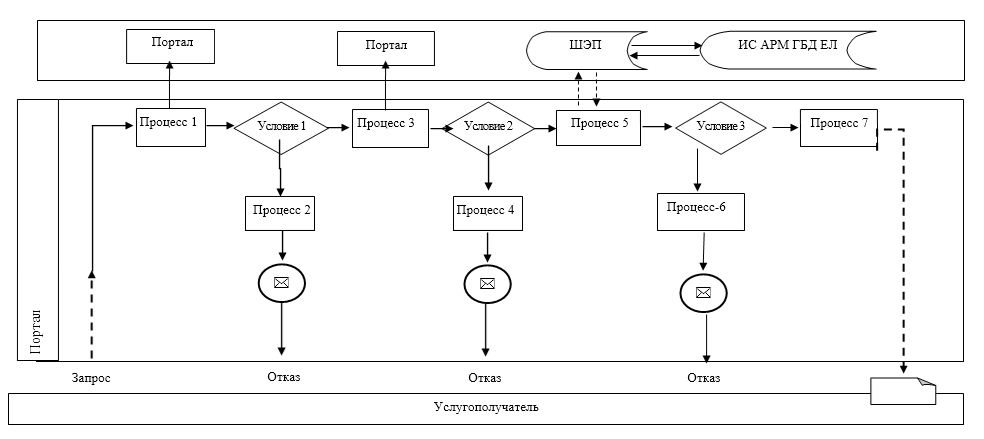 Портал
Портал
ШЭП
ИС АРМ ГБД ЕЛ
Процесс 1
Условие 1
Процесс 3
Условие 2
Процесс 5
Условие 3
Процесс 7
Процесс 2
Процесс 4
Процесс-6
Портал
Запрос
Отказ
Отказ
Отказ
Услугополучатель